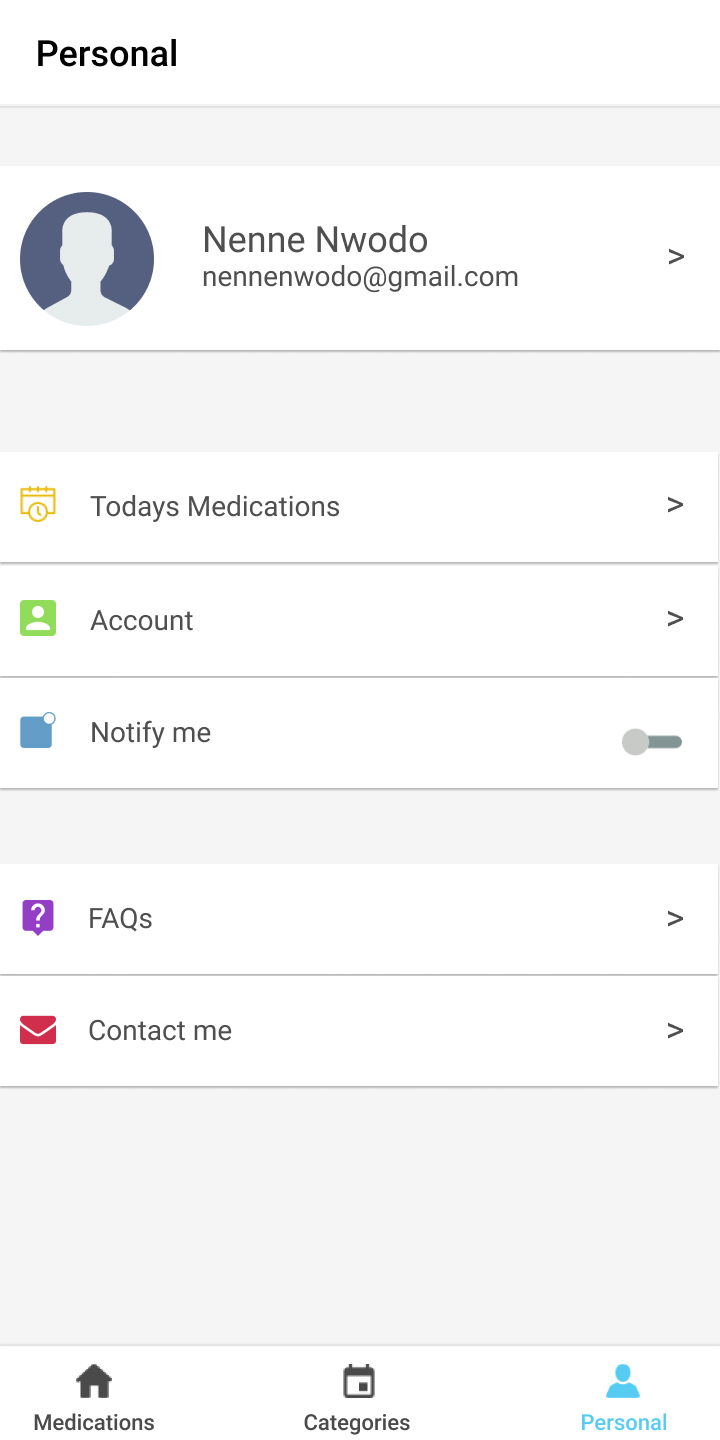 Personal
Nenne Nwodo
nennenwodo@gmail.com
>
Todays Medications
>
Account
>
Notify me
?
FAQs
>
Contact me
>
Medications
Categories
Personal